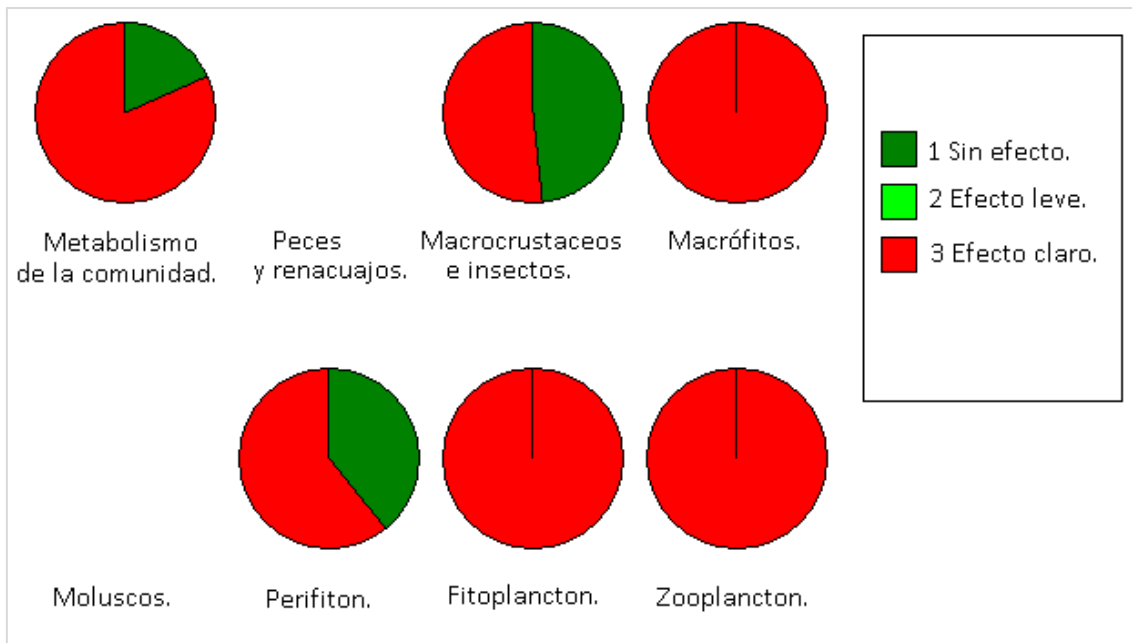 Metabolismo
de la comunidad.
Peces
y renacuajos.
Macrocrustaceos
e insectos.
Macrófitos.
1 Sin efecto.
2 Efecto leve.
3 Efecto claro.
Moluscos.
Perifiton.
Fitoplancton.
Zooplancton.